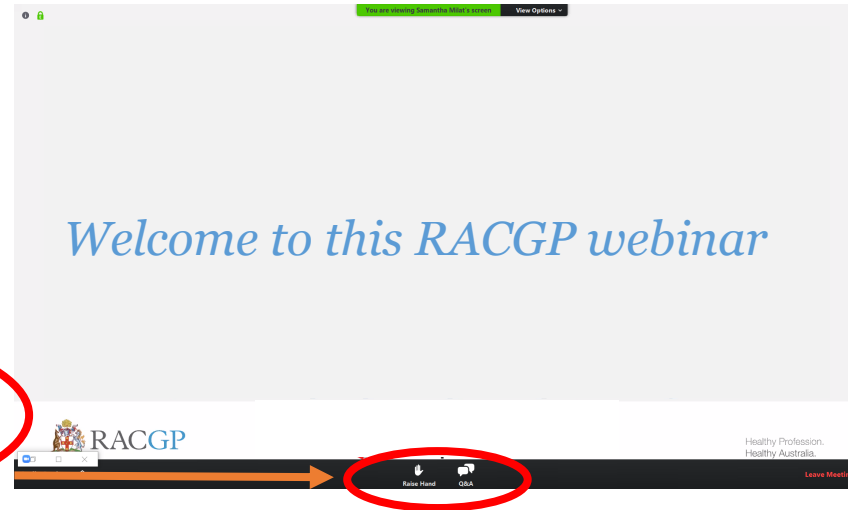 You are viewing Samantha Milat's screen View Options
Welcome to this RACGP webinar
RACGP
Healthy Profession.
Healthy Australia.
Raise Hand Q&A
Leave